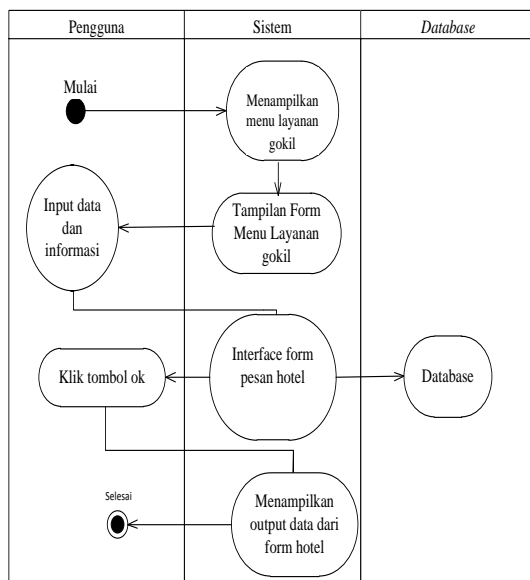 Pengguna
Sistem
Database
Mulai
Menampilkan
menu layanan
gokil
Input data
dan
informasi
Tampilan Form
Menu Layanan
gokil
Klik tombol ok
Interface form
pesan hotel
Database
Selesai
Menampilkan
output data dari
form hotel